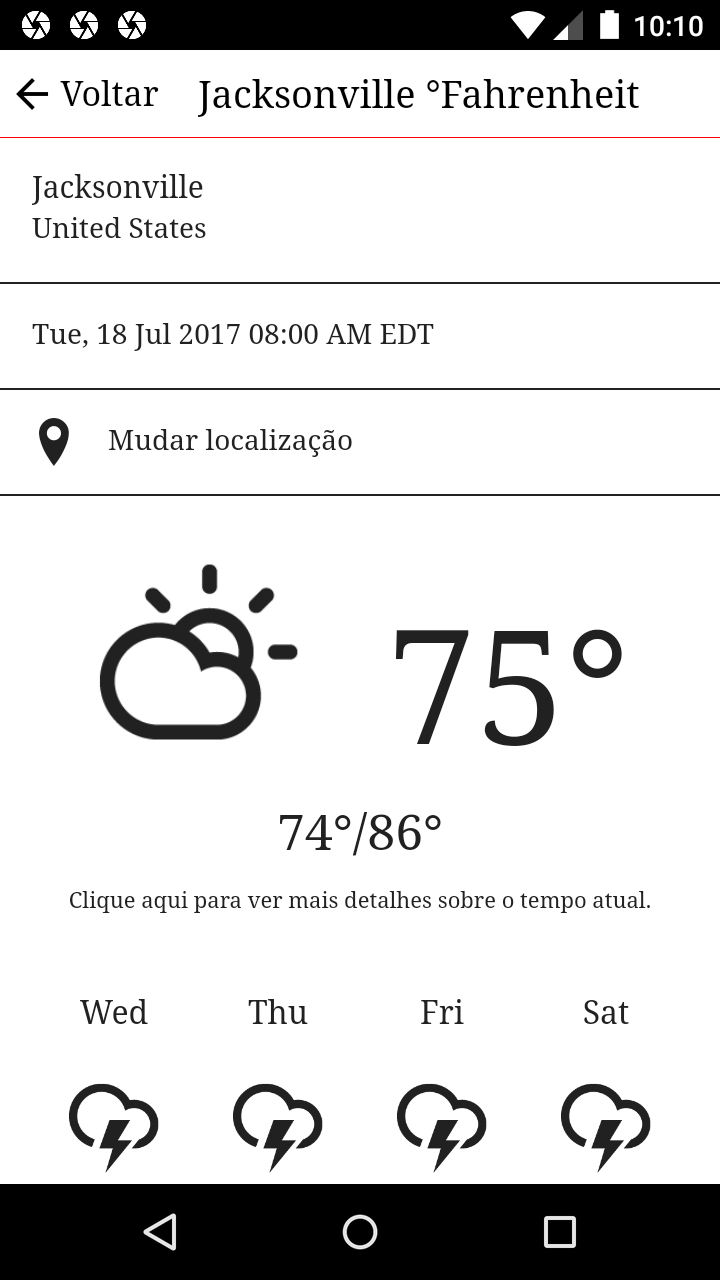 10:10
Voltar Jacksonville °Fahrenheit
Jacksonville
United States
Tue, 18 Jul 2017 08:00 AM EDT
Mudar localização
75°
74°/86°
Clique aqui para ver mais detalhes sobre o tempo atual.
Wed Thu Fri Sat